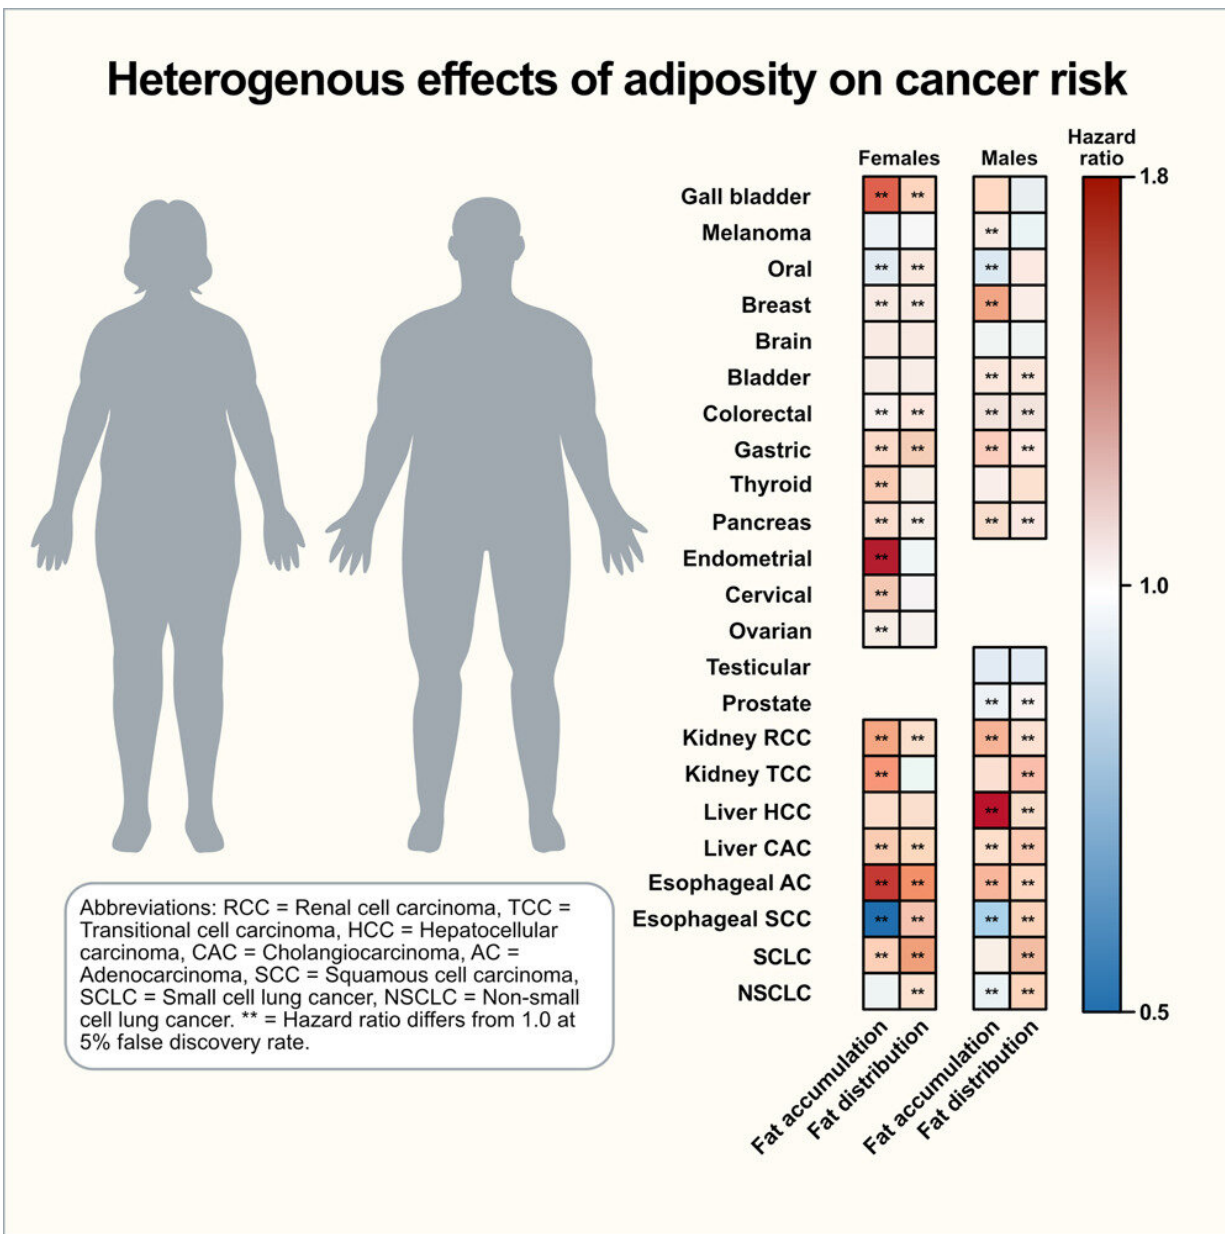 Heterogenous effects of adiposity on cancer risk
Females
Males
Hazard
ratio
1.8
1.0
0.5
Gall bladder ** **
Melanoma **
Oral ** ** **
Breast ** ** **
Brain
Bladder ** **
Colorectal ** ** ** **
Gastric ** ** ** **
Thyroid **
Pancreas ** ** ** **
Endometrial **
Cervical **
Ovarian **
Testicular
Prostate ** **
Kidney RCC ** ** ** **
Kidney TCC ** **
Liver HCC ** **
Liver CAC ** ** ** **
Esophageal AC ** ** ** **
Esophageal SCC ** ** ** **
SCLC ** ** **
NSCLC ** ** **
Fat accumulation
Fat distribution
Fat accumulation
Fat distribution
Abbreviations: RCC = Renal cell carcinoma, TCC =
Transitional cell carcinoma, HCC = Hepatocellular
carcinoma, CAC = Cholangiocarcinoma, AC =
Adenocarcinoma, SCC = Squamous cell carcinoma,
SCLC = Small cell lung cancer, NSCLC = Non-small
cell lung cancer. ** = Hazard ratio differs from 1.0 at
5% false discovery rate.